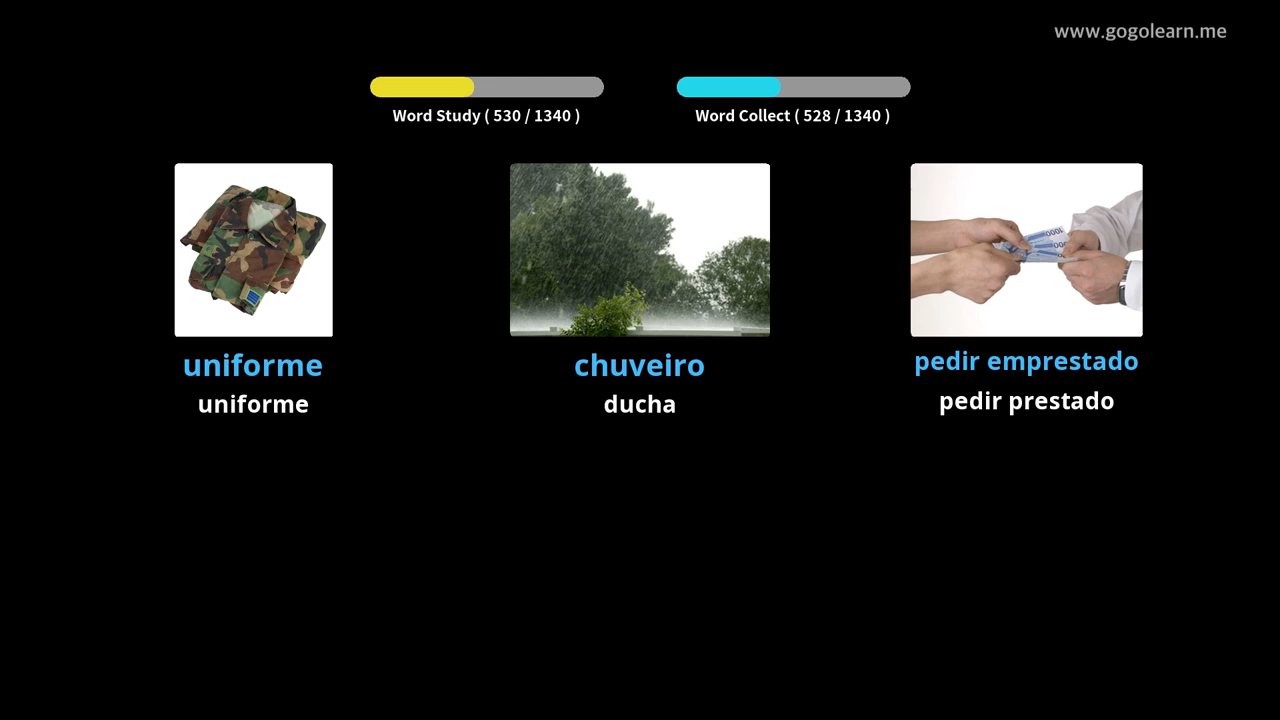 www.gogolearn.me
Word Study ( 530 / 1340 )
Word Collect ( 528 / 1340 )
uniforme
uniforme
chuveiro
ducha
pedir emprestado
pedir prestado